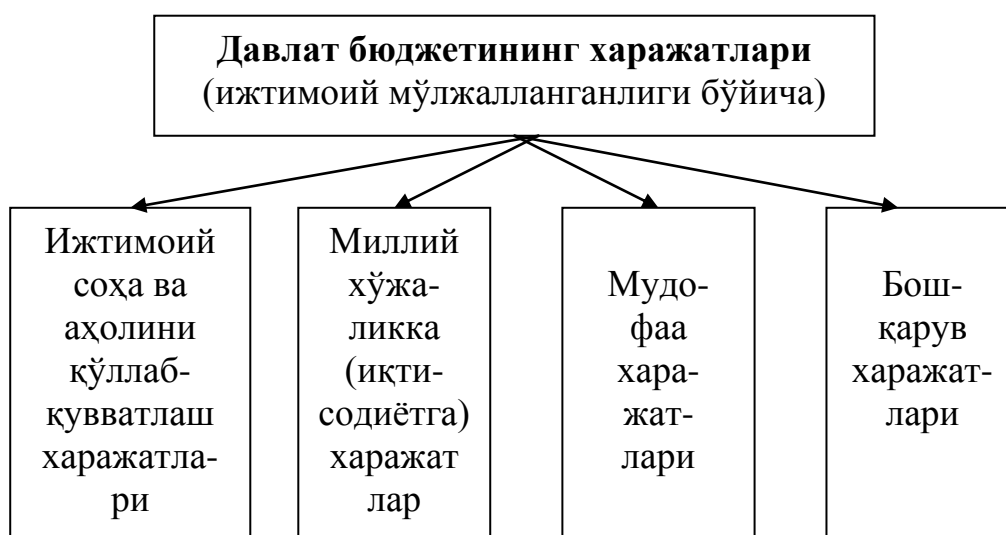 Давлат бюджетининг харажатлари
(ижтимоий мўлжалланганлиги бўйича)
Ижтимоий
соҳа ва
аҳолини
қўллаб-
қувватлаш
харажатла-
ри
Миллий
хўжа-
ликка
(иқти-
содиётга)
харажат
лар
Мудо-
фаа
хара-
жат-
лари
Бош-
қарув
харажат-
лари